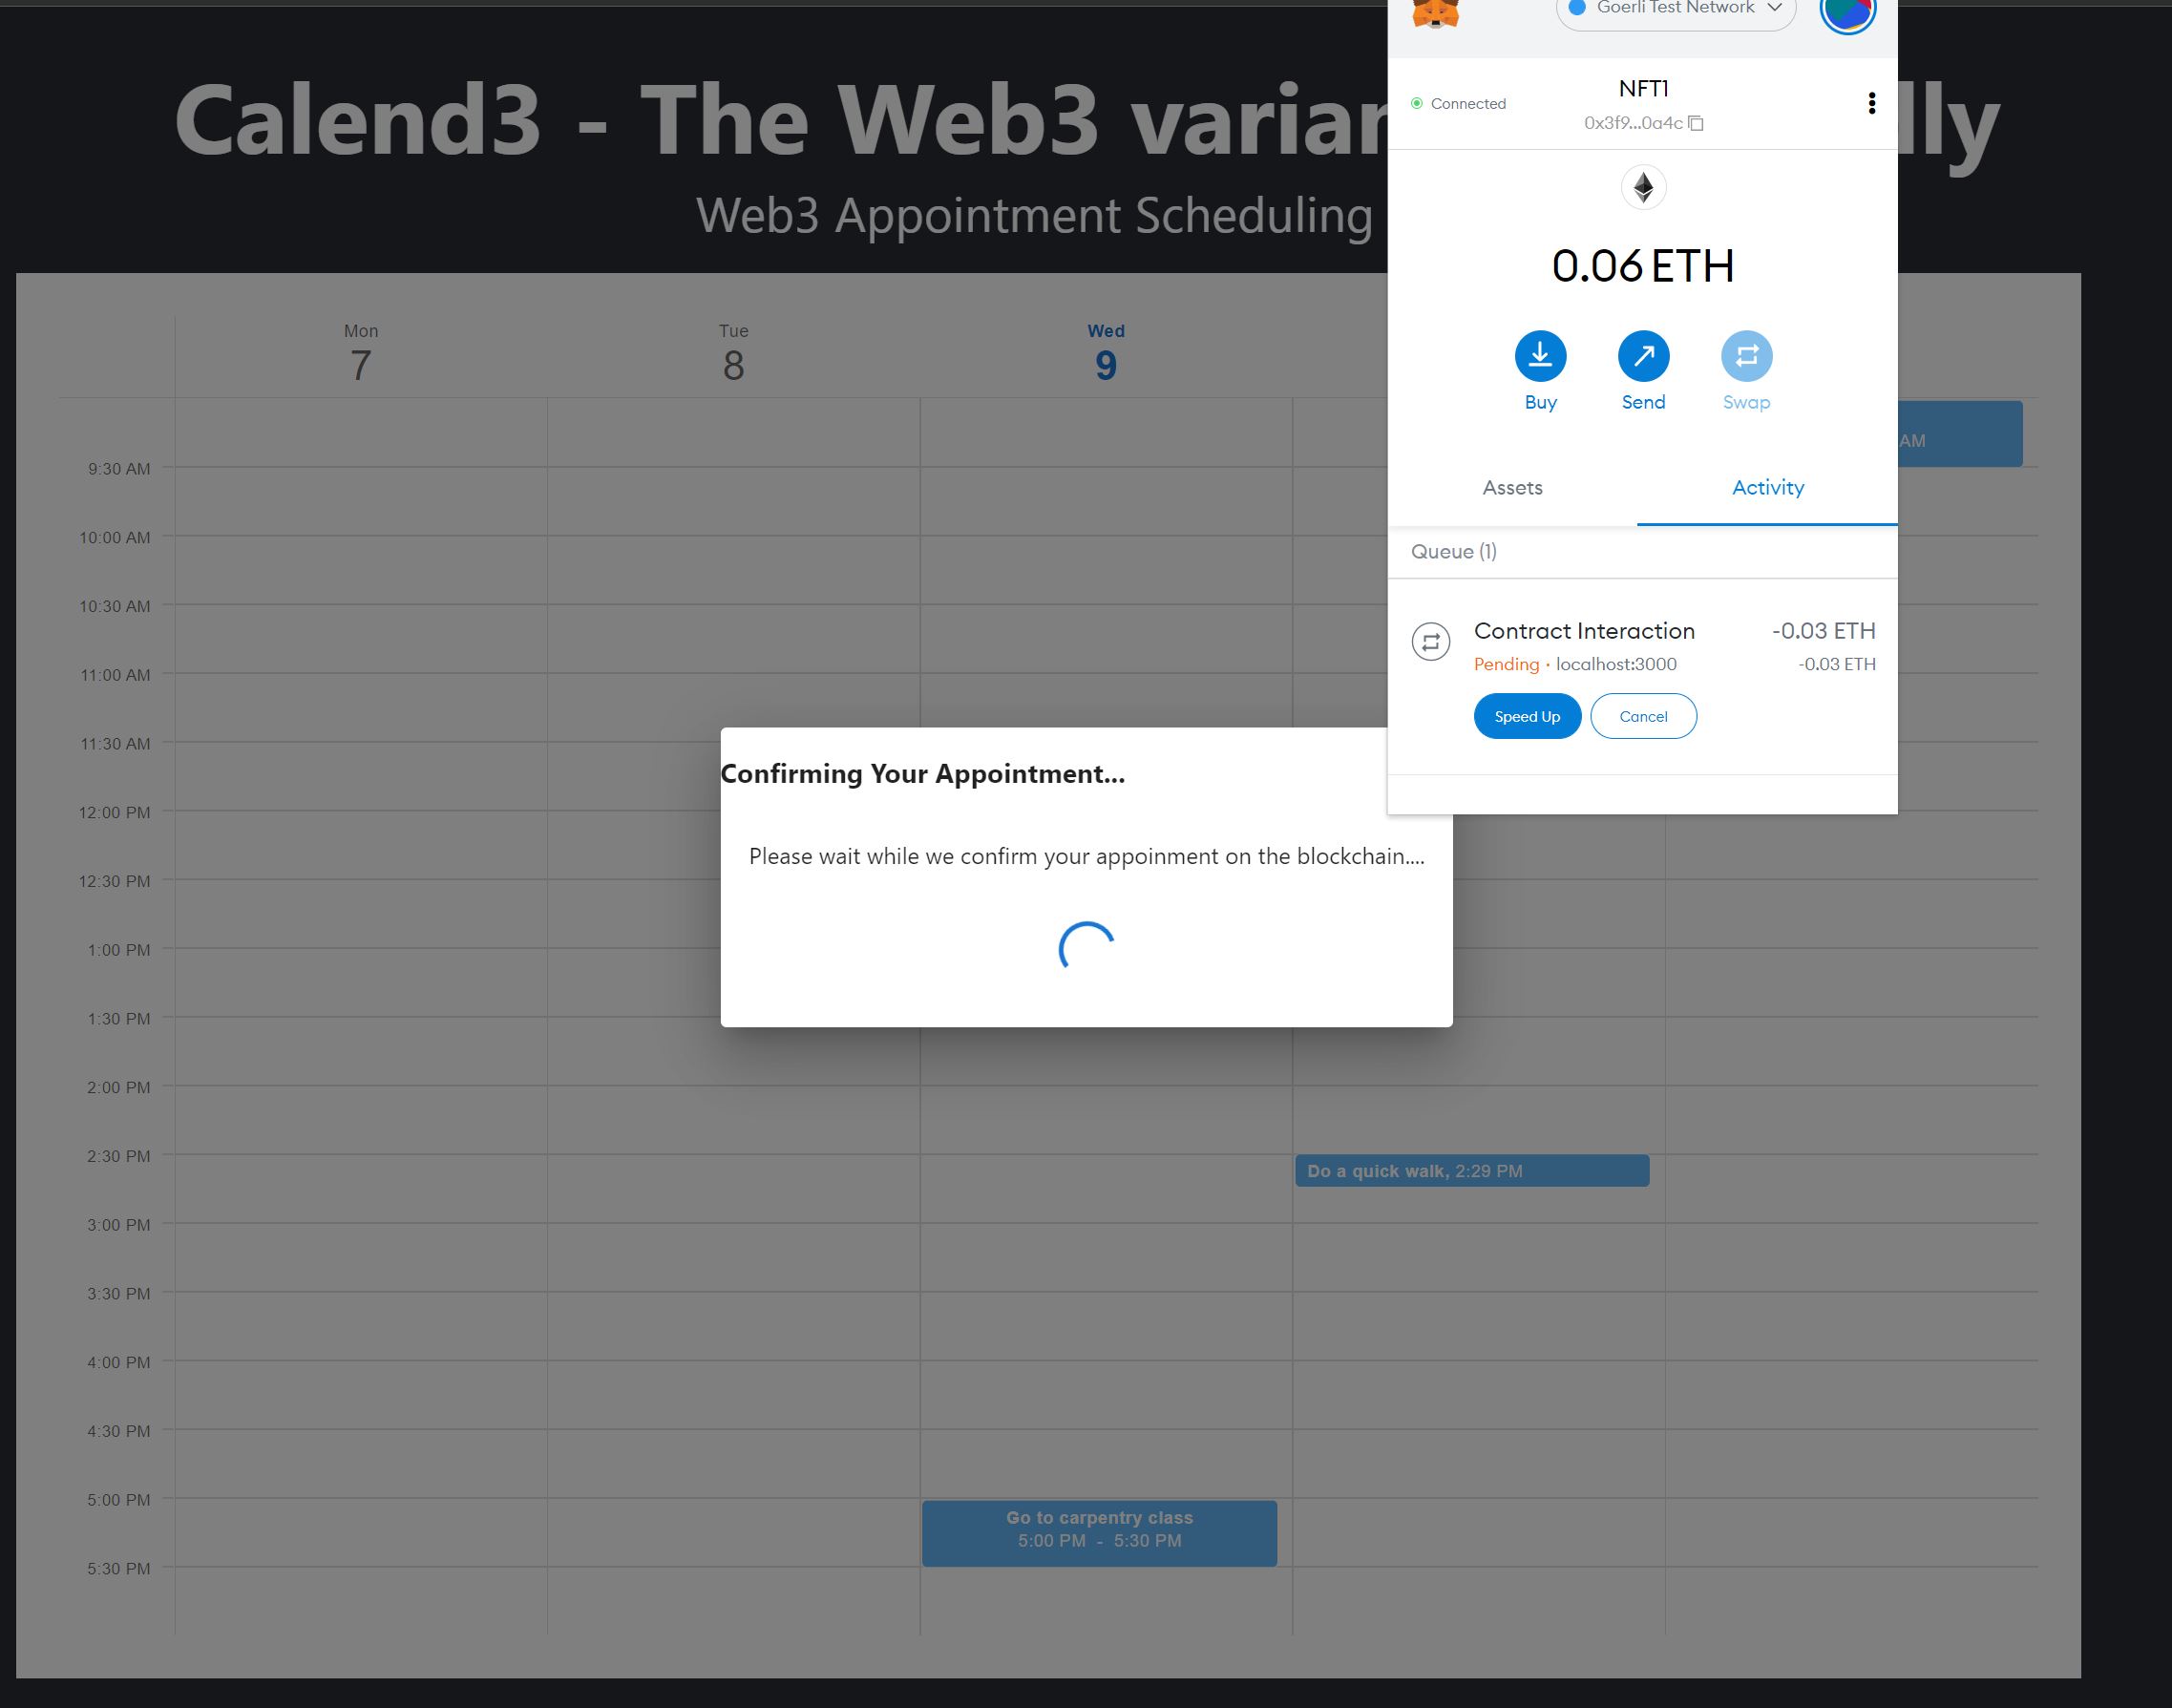 Goerli Test Network
Calend3 - The Web3 varian
lly
Web3 Appointment Scheduling
Connected
NFT1
0x3f9...0a4c
0.06 ETH
Buy
Send
Swap
Assets
Activity
Queue (1)
Contract Interaction
-0.03 ETH
Pending · localhost:3000
-0.03 ETH
Speed Up
Cancel
Mon
7
Tue
8
Wed
9
AM
9:30 AM
10:00 AM
10:30 AM
11:00 AM
11:30 AM
12:00 PM
12:30 PM
1:00 PM
1:30 PM
2:00 PM
2:30 PM
3:00 PM
3:30 PM
4:00 PM
4:30 PM
5:00 PM
5:30 PM
Confirming Your Appointment...
Please wait while we confirm your appoinment on the blockchain....
Do a quick walk, 2:29 PM
Go to carpentry class
5:00 PM - 5:30 PM